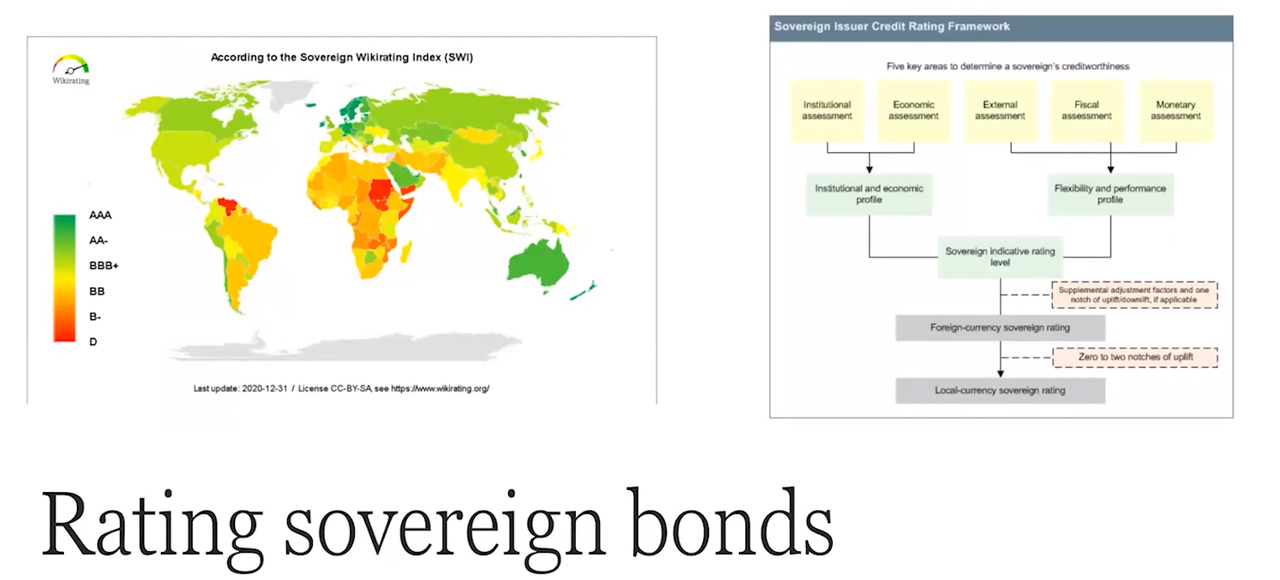 According to the Sovereign Wikirating Index (SWI)
Wikirating
AAA
AA-
BBB+
BB
B-
D
Last update: 2020-12-31 / License CC-BY-SA, see https://www.wikirating.org/
Sovereign Issuer Credit Rating Framework
Five key areas to determine a sovereign's creditworthiness
Institutional
assessment
Economic
assessment
External
assessment
Fiscal
assessment
Monetary
assessment
Institutional and economic
profile
Flexibility and performance
profile
Sovereign indicative rating
level
Supplemental adjustment factors and one
notch of uplift/downlift, if applicable
Foreign-currency sovereign rating
Zero to two notches of uplift
Local-currency sovereign rating
Rating sovereign bonds